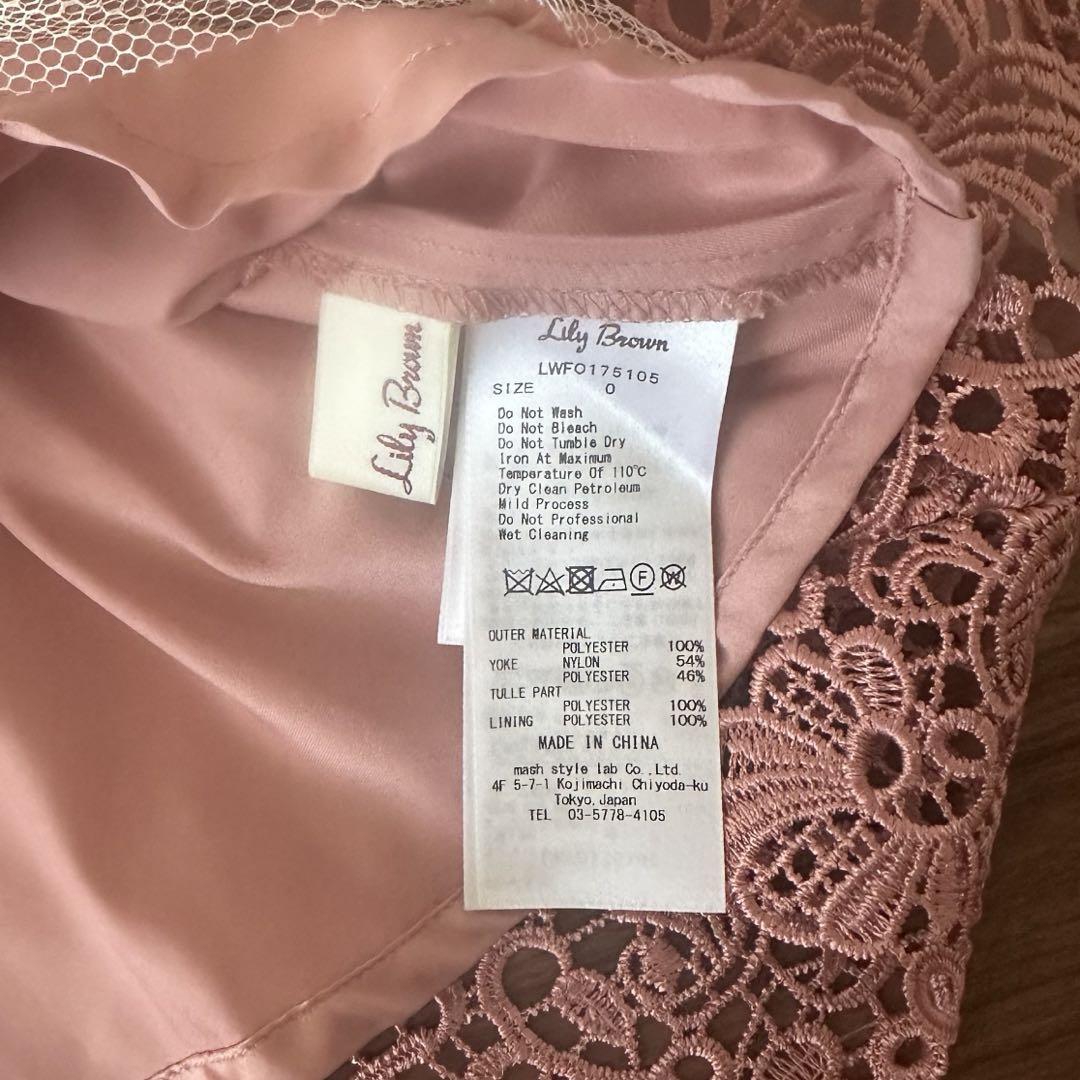 Lily Brown
Lily Brown
LWFO175105
SIZE 0
Do Not Wash
Do Not Bleach
Do Not Tumble Dry
Iron At Maximum
Temperature Of 110℃
Dry Clean Petroleum
Mild Process
Do Not Professional
Wet Cleaning
F W
OUTER MATERIAL
POLYESTER 100%
YOKE NYLON 54%
POLYESTER 46%
TULLE PART
POLYESTER 100%
LINING POLYESTER 100%
MADE IN CHINA
mash style lab Co.,Ltd.
4F 5-7-1 Kojimachi Chiyoda-ku
Tokyo,Japan
TEL 03-5778-4105